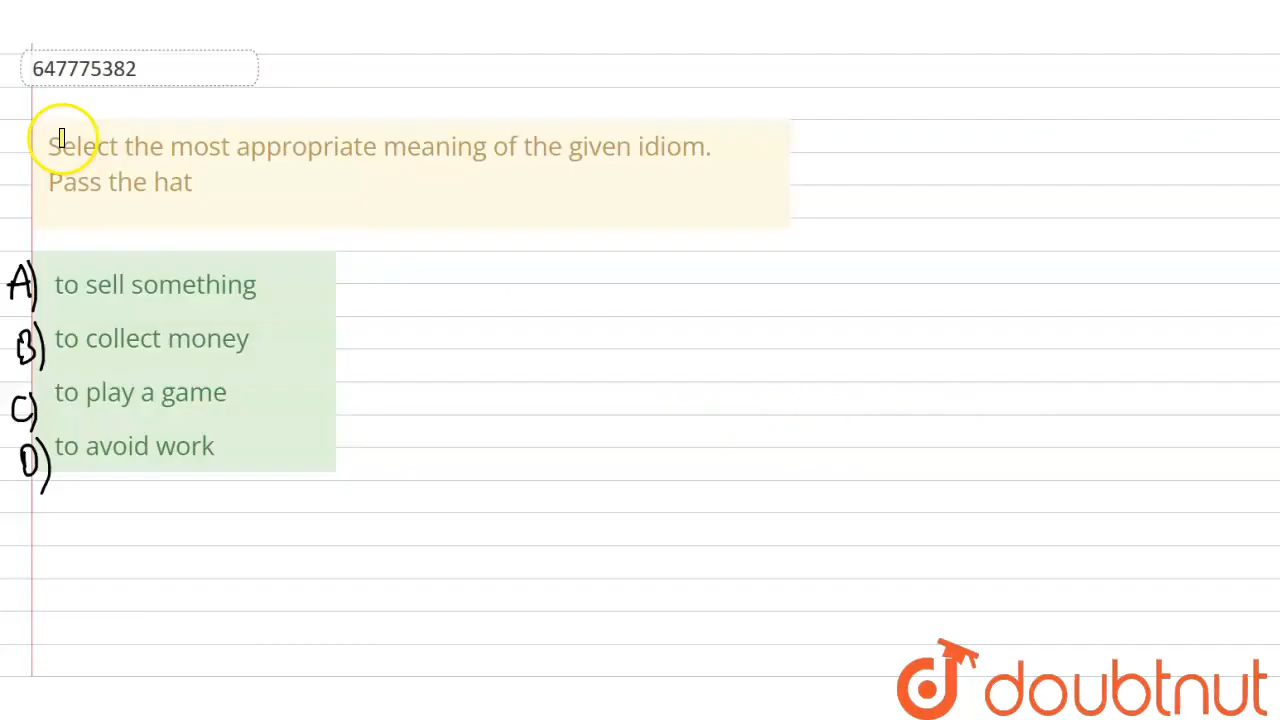 647775382
Select the most appropriate meaning of the given idiom.
Pass the hat
A) to sell something
B) to collect money
C) to play a game
D) to avoid work
doubtnut